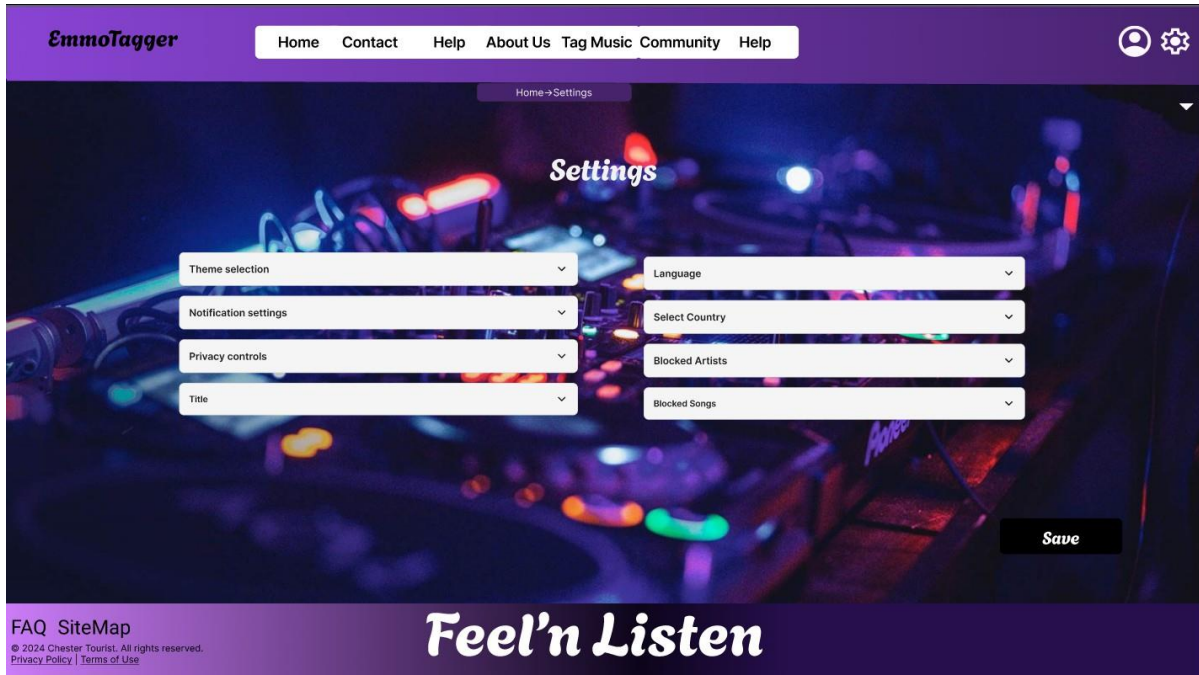 EmmoTagger
Home Contact Help About Us Tag Music Community Help
Home→Settings
Settings
Theme selection
Notification settings
Privacy controls
Title
Language
Select Country
Blocked Artists
Blocked Songs
Save
FAQ SiteMap
© 2024 Chester Tourist. All rights reserved.
Privacy Policy | Terms of Use
Feel'n Listen